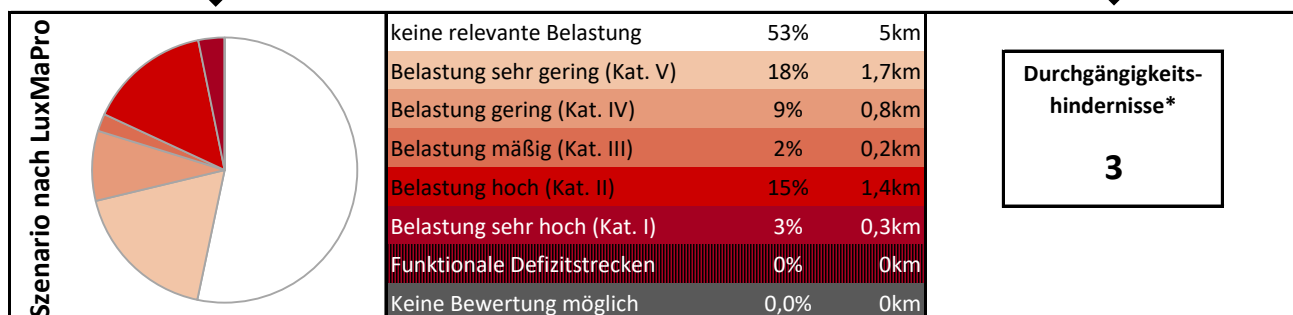 Szenario nach LuxMaPro
keine relevante Belastung 53% 5km
Belastung sehr gering (Kat. V) 18% 1,7km
Belastung gering (Kat. IV) 9% 0,8km
Belastung mäßig (Kat. III) 2% 0,2km
Belastung hoch (Kat. II) 15% 1,4km
Belastung sehr hoch (Kat. I) 3% 0,3km
Funktionale Defizitstrecken 0% 0km
Keine Bewertung möglich 0,0% 0km
Durchgängigkeits-
hindernisse*
3